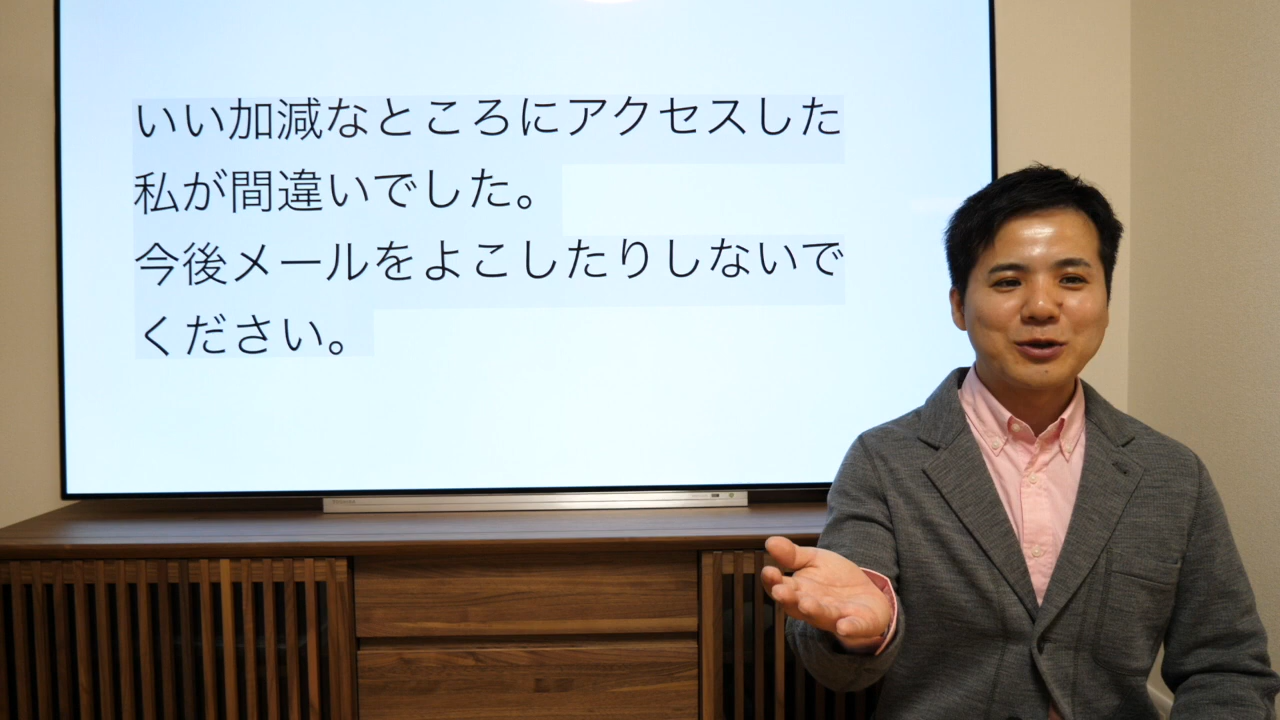 いい加減なところにアクセスした
私が間違いでした。
今後メールをよこしたりしないで
ください。